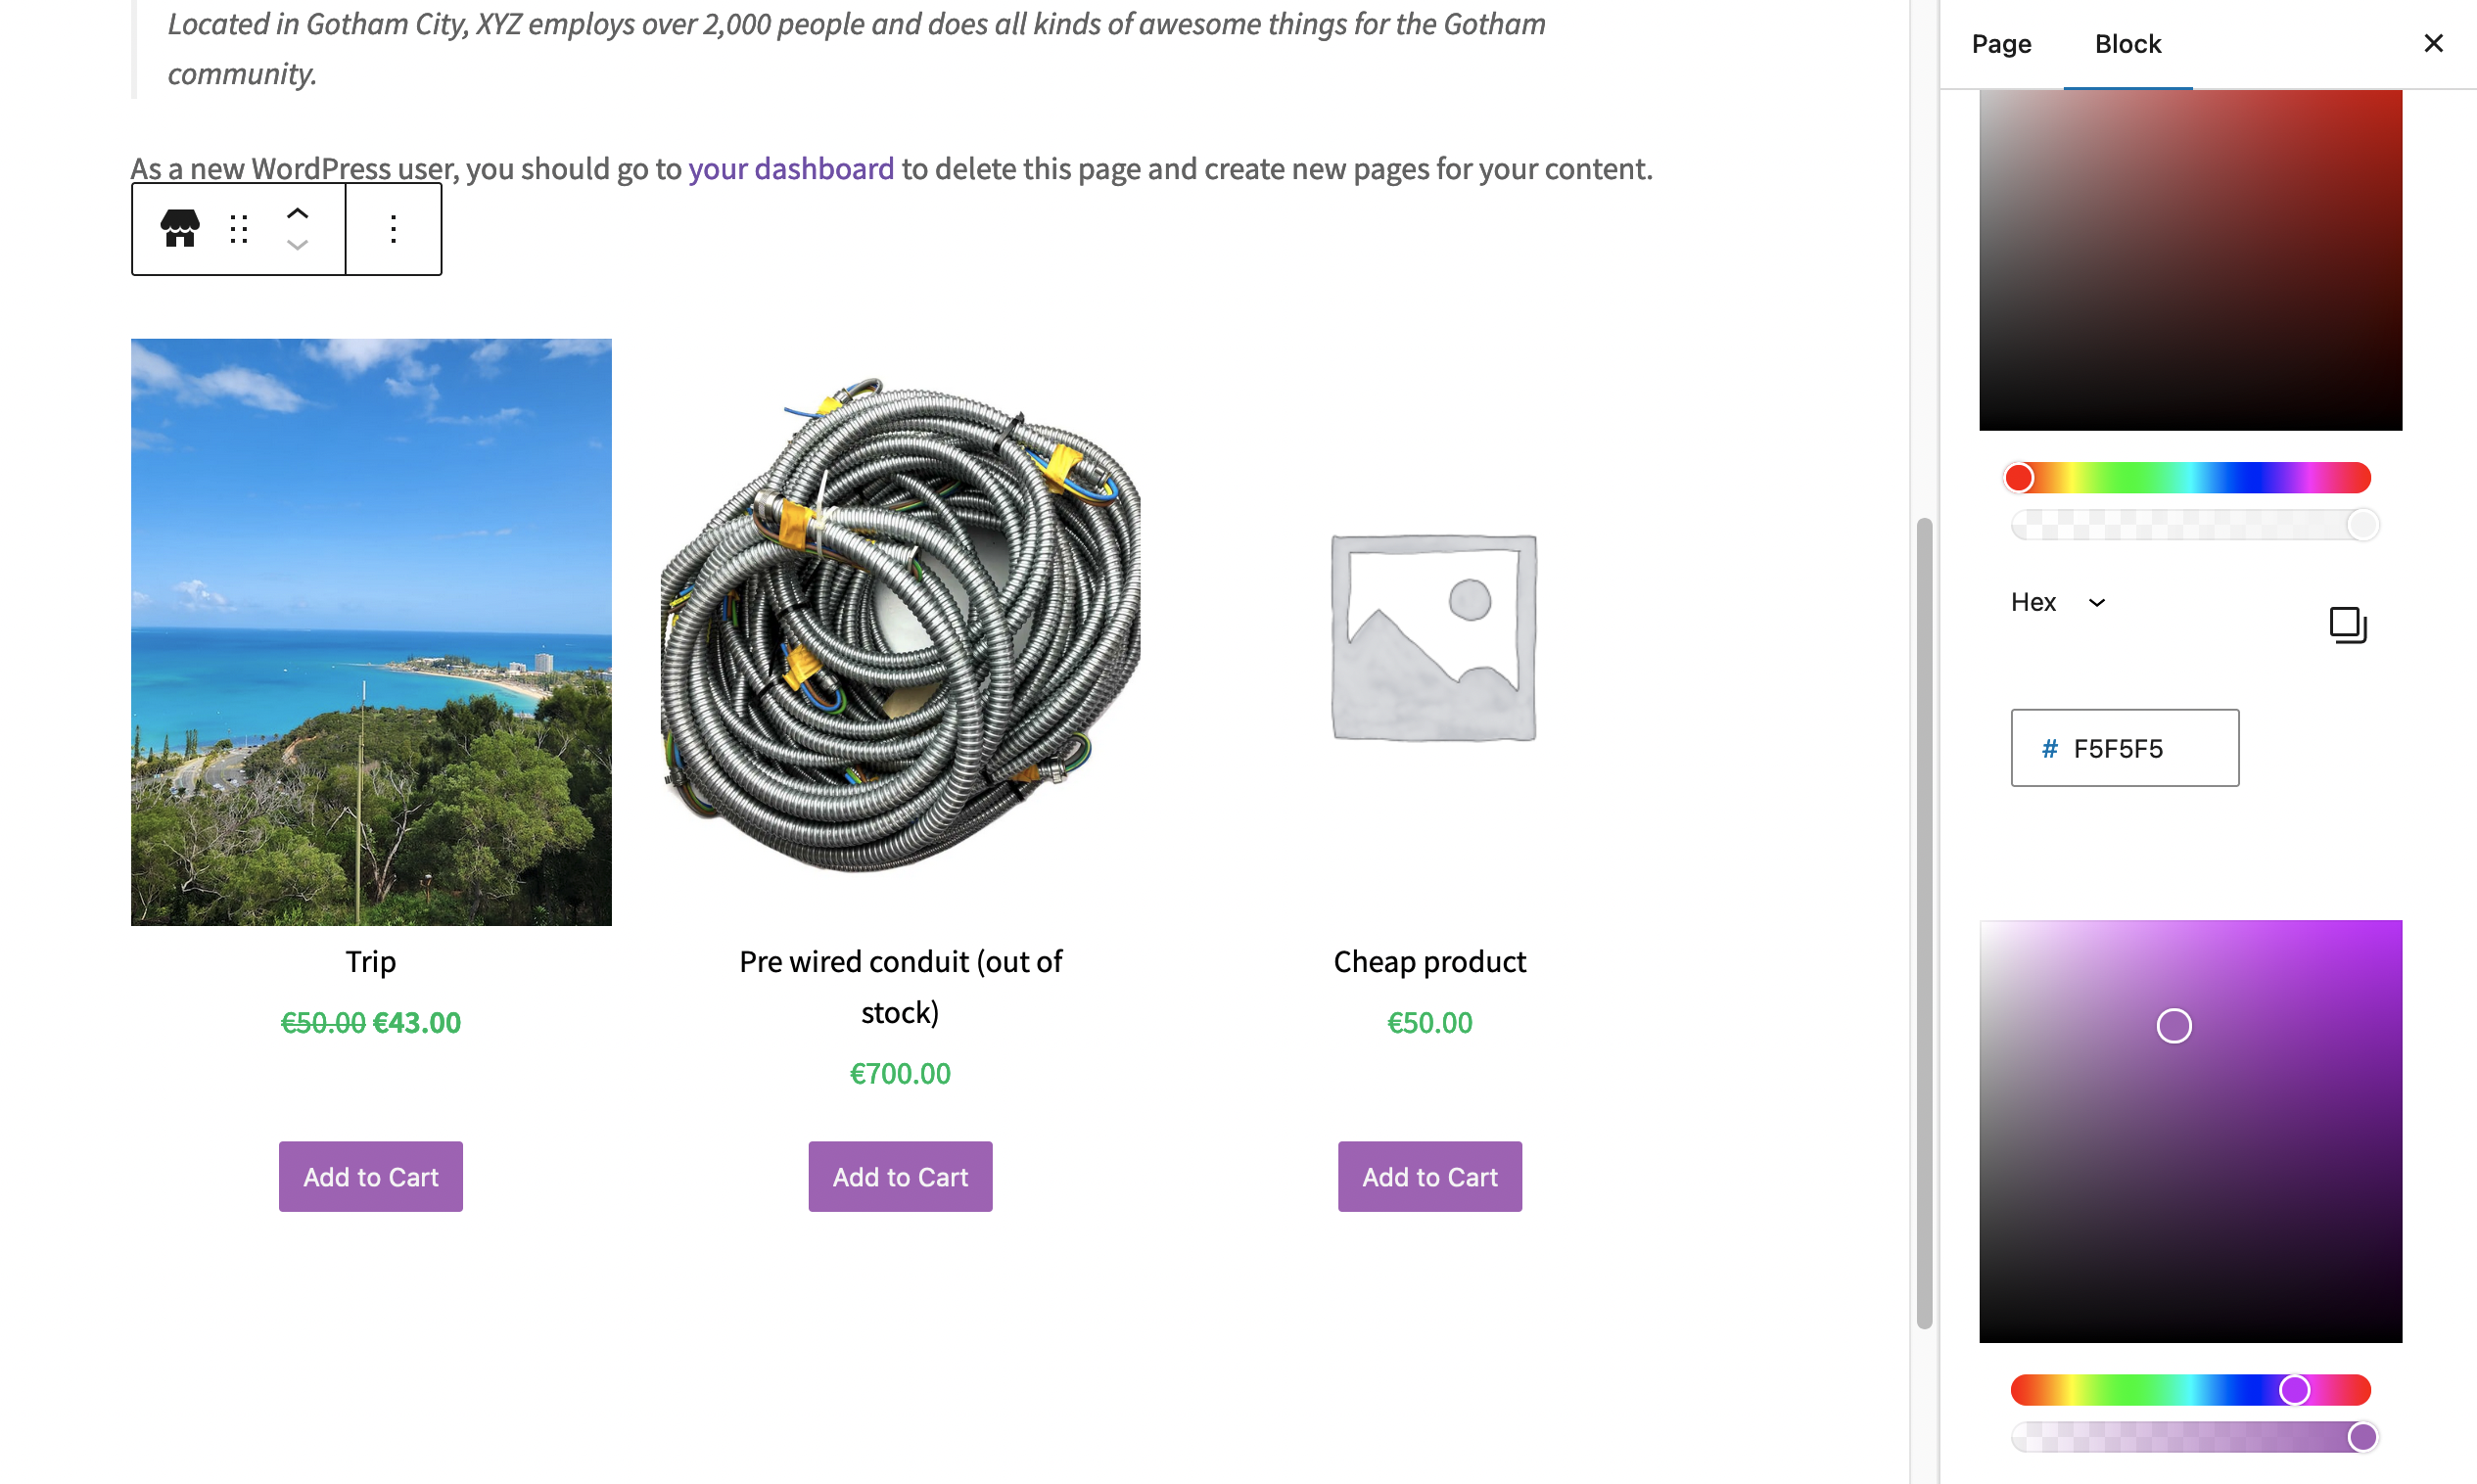 Located in Gotham City, XYZ employs over 2,000 people and does all kinds of awesome things for the Gotham
community.
As a new WordPress user, you should go to your dashboard to delete this page and create new pages for your content.
Trip
€50.00 €43.00
Add to Cart
Pre wired conduit (out of
stock)
€700.00
Add to Cart
Cheap product
€50.00
Add to Cart
Page Block
Hex
# F5F5F5